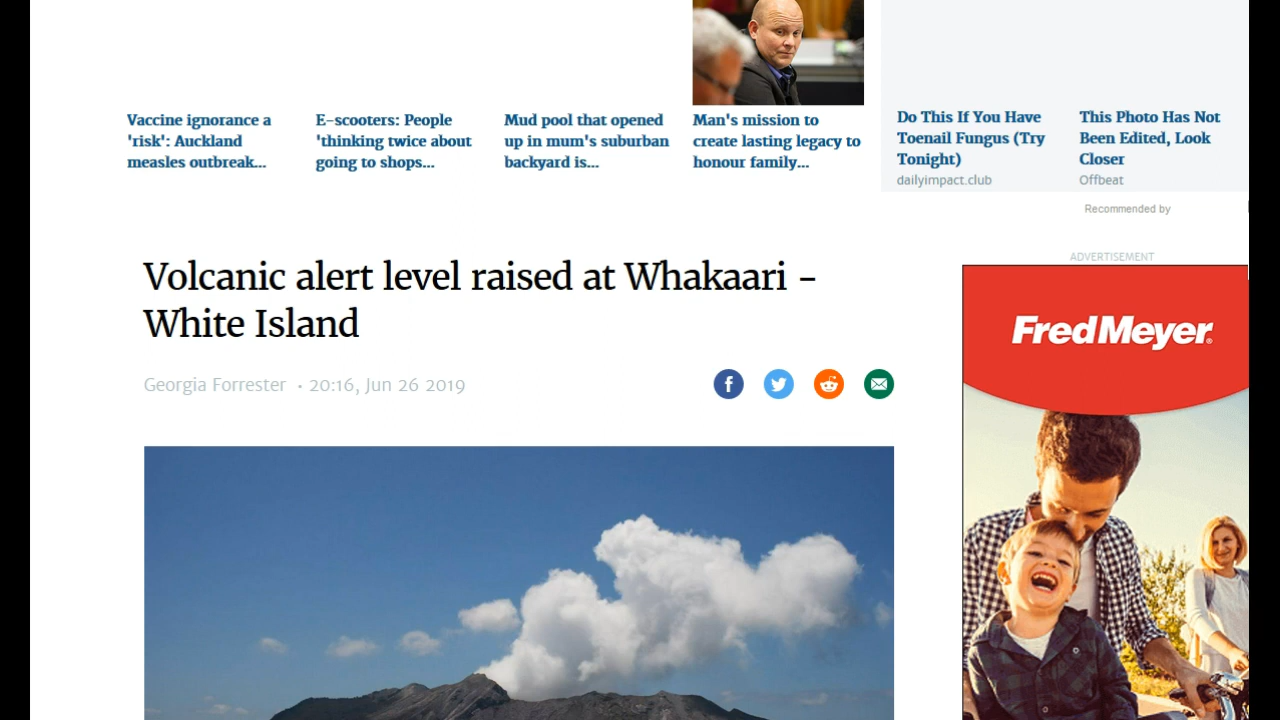 Vaccine ignorance a
'risk': Auckland
measles outbreak...
E-scooters: People
'thinking twice about
going to shops...
Mud pool that opened
up in mum's suburban
backyard is...
Man's mission to
create lasting legacy to
honour family...
Do This If You Have
Toenail Fungus (Try
Tonight)
dailyimpact.club
This Photo Has Not
Been Edited, Look
Closer
Offbeat
Recommended by
Volcanic alert level raised at Whakaari -
White Island
Georgia Forrester • 20:16, Jun 26 2019
f
ADVERTISEMENT
Fred Meyer®